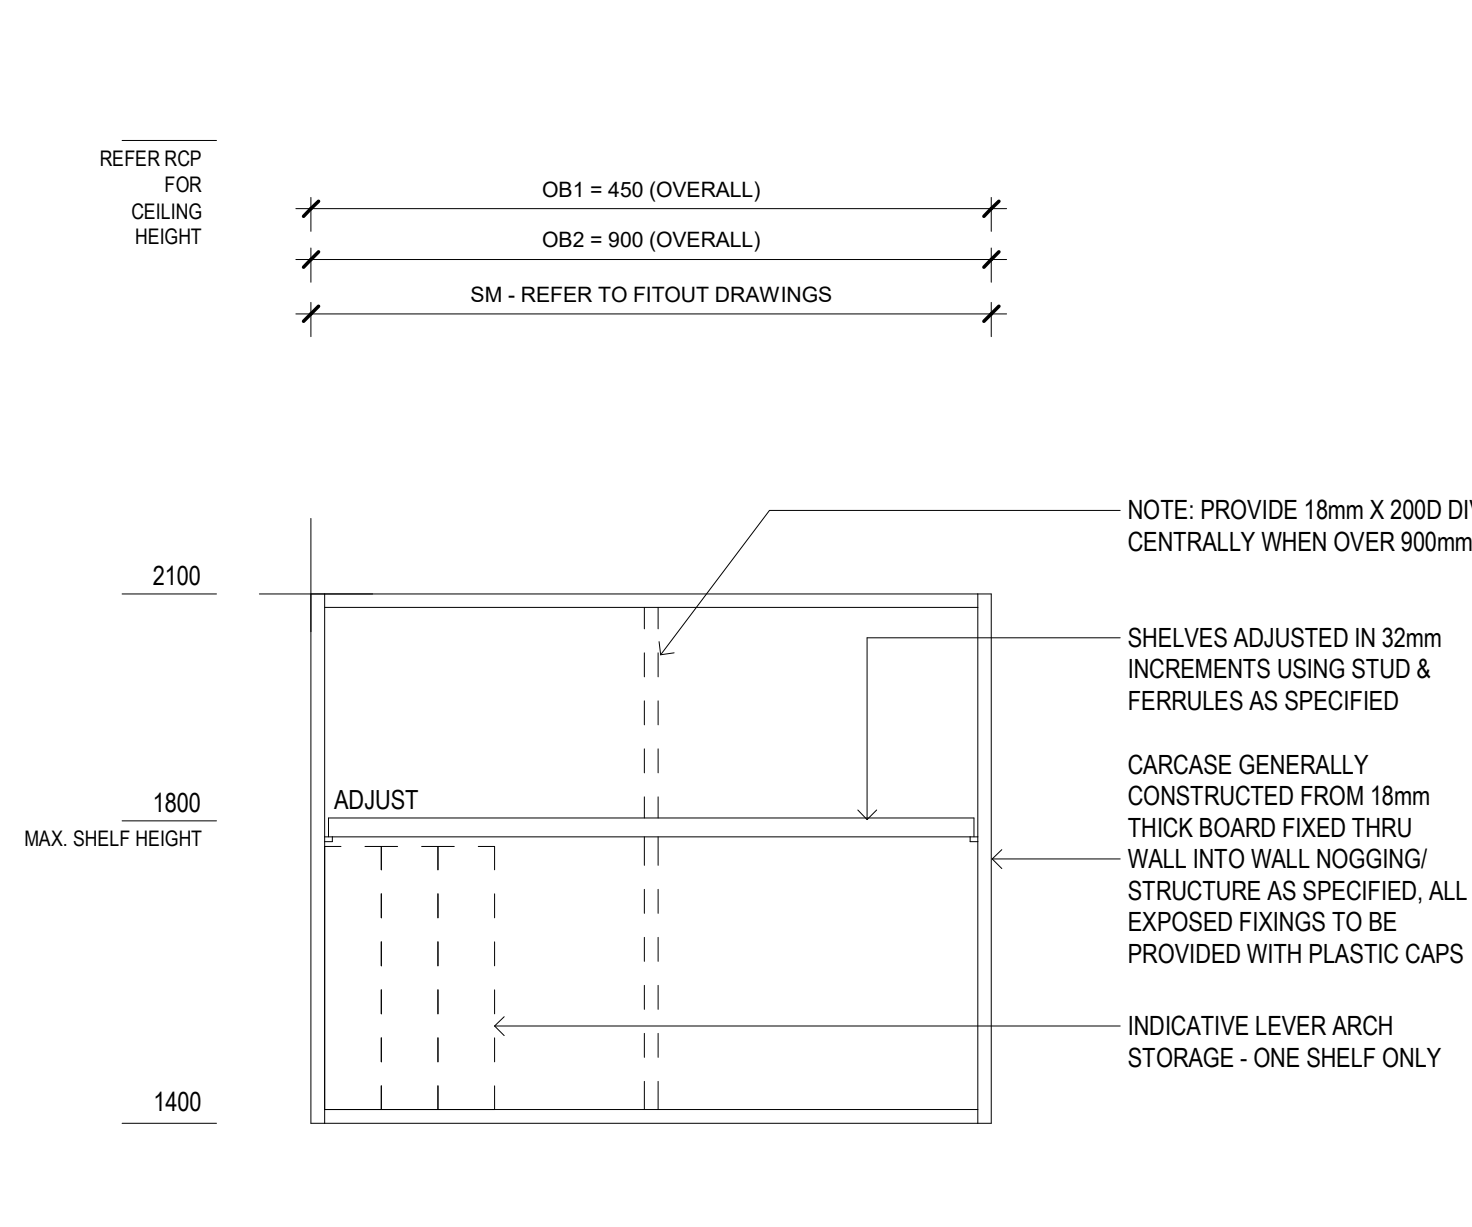 REFER RCP
FOR
CEILING
HEIGHT
OB1 = 450 (OVERALL)
OB2 = 900 (OVERALL)
SM - REFER TO FITOUT DRAWINGS
NOTE: PROVIDE 18mm X 200D
CENTRALLY WHEN OVER 900mm
2100
SHELVES ADJUSTED IN 32mm
INCREMENTS USING STUD &
FERRULES AS SPECIFIED
CARCASE GENERALLY
CONSTRUCTED FROM 18mm
THICK BOARD FIXED THRU
WALL INTO WALL NOGGING/
STRUCTURE AS SPECIFIED, ALL
EXPOSED FIXINGS TO BE
PROVIDED WITH PLASTIC CAPS
1800
MAX. SHELF HEIGHT
ADJUST
INDICATIVE LEVER ARCH
STORAGE - ONE SHELF ONLY
1400